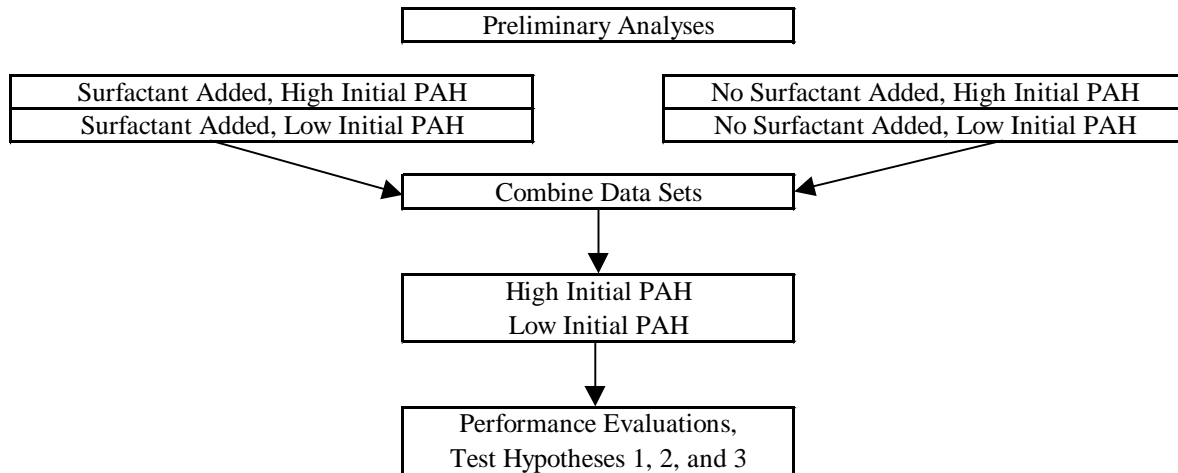 Preliminary Analyses
Surfactant Added, High Initial PAH
Surfactant Added, Low Initial PAH
No Surfactant Added, High Initial PAH
No Surfactant Added, Low Initial PAH
Combine Data Sets
High Initial PAH
Low Initial PAH
Performance Evaluations,
Test Hypotheses 1, 2, and 3